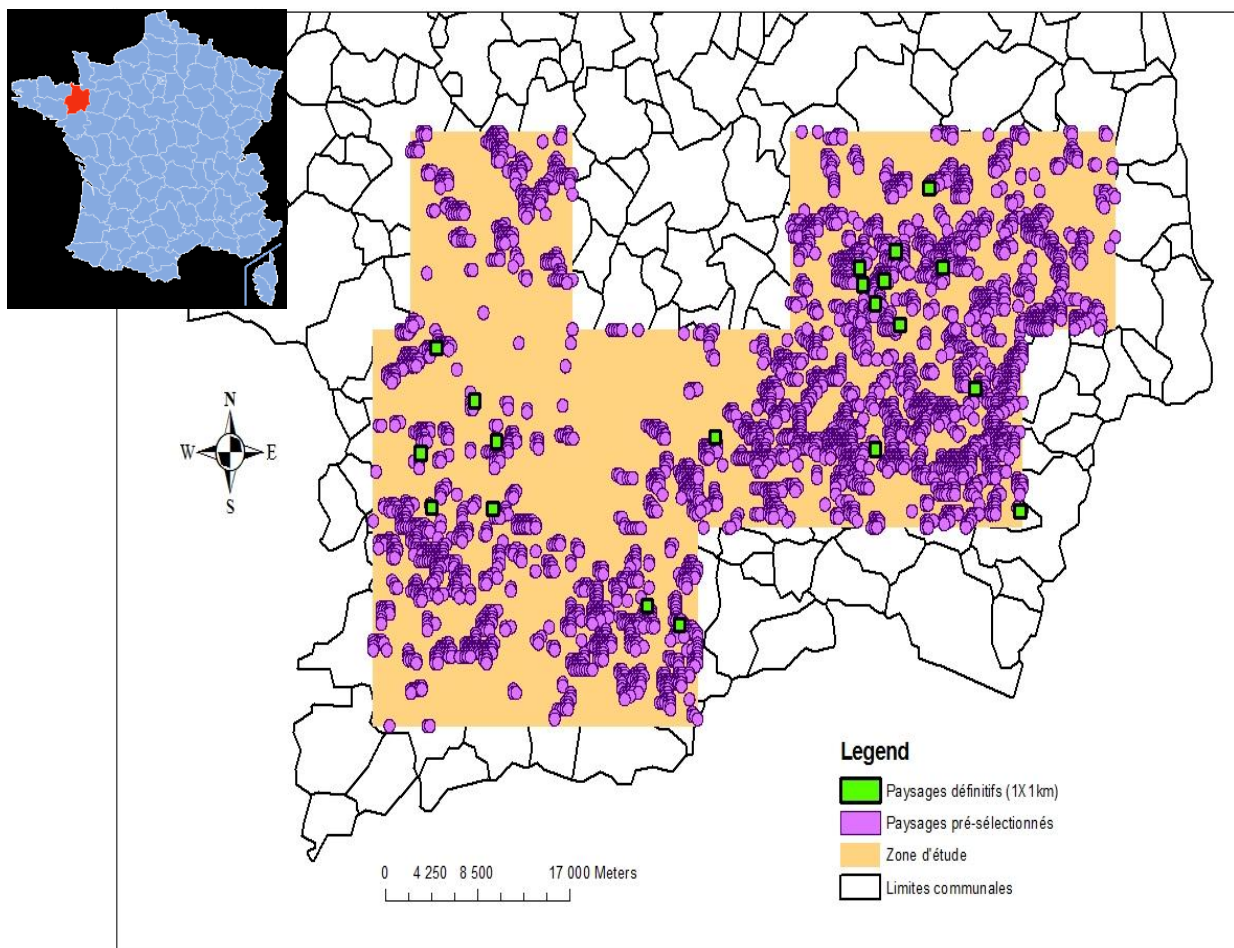 N
W E
S
Legend
Paysages définitifs (1X1km)
Paysages pré-sélectionnés
Zone d'étude
Limites communales
0 4 250 8 500 17 000 Meters